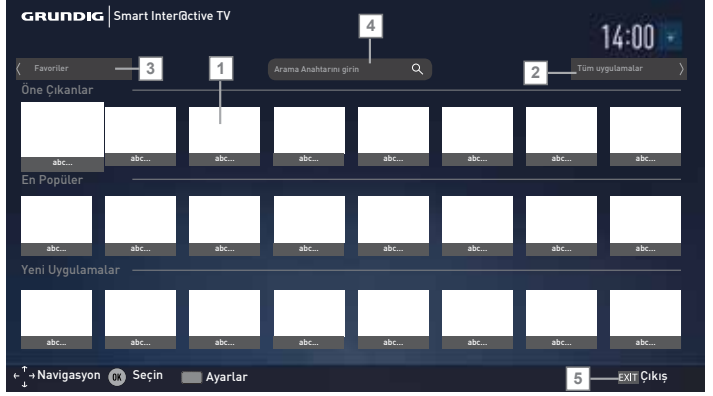 GRUNDIG Smart Inter@ctive TV
4
14:00
Favoriler
3
1
Arama Anahtarını girin
2
Tüm uygulamalar
Öne Çıkanlar
abc... abc... abc... abc... abc... abc... abc... abc...
En Popüler
abc... abc... abc... abc... abc... abc... abc... abc...
Yeni Uygulamalar
abc... abc... abc... abc... abc... abc... abc... abc...
Navigasyon OK Seçin Ayarlar
5
EXIT Çıkış